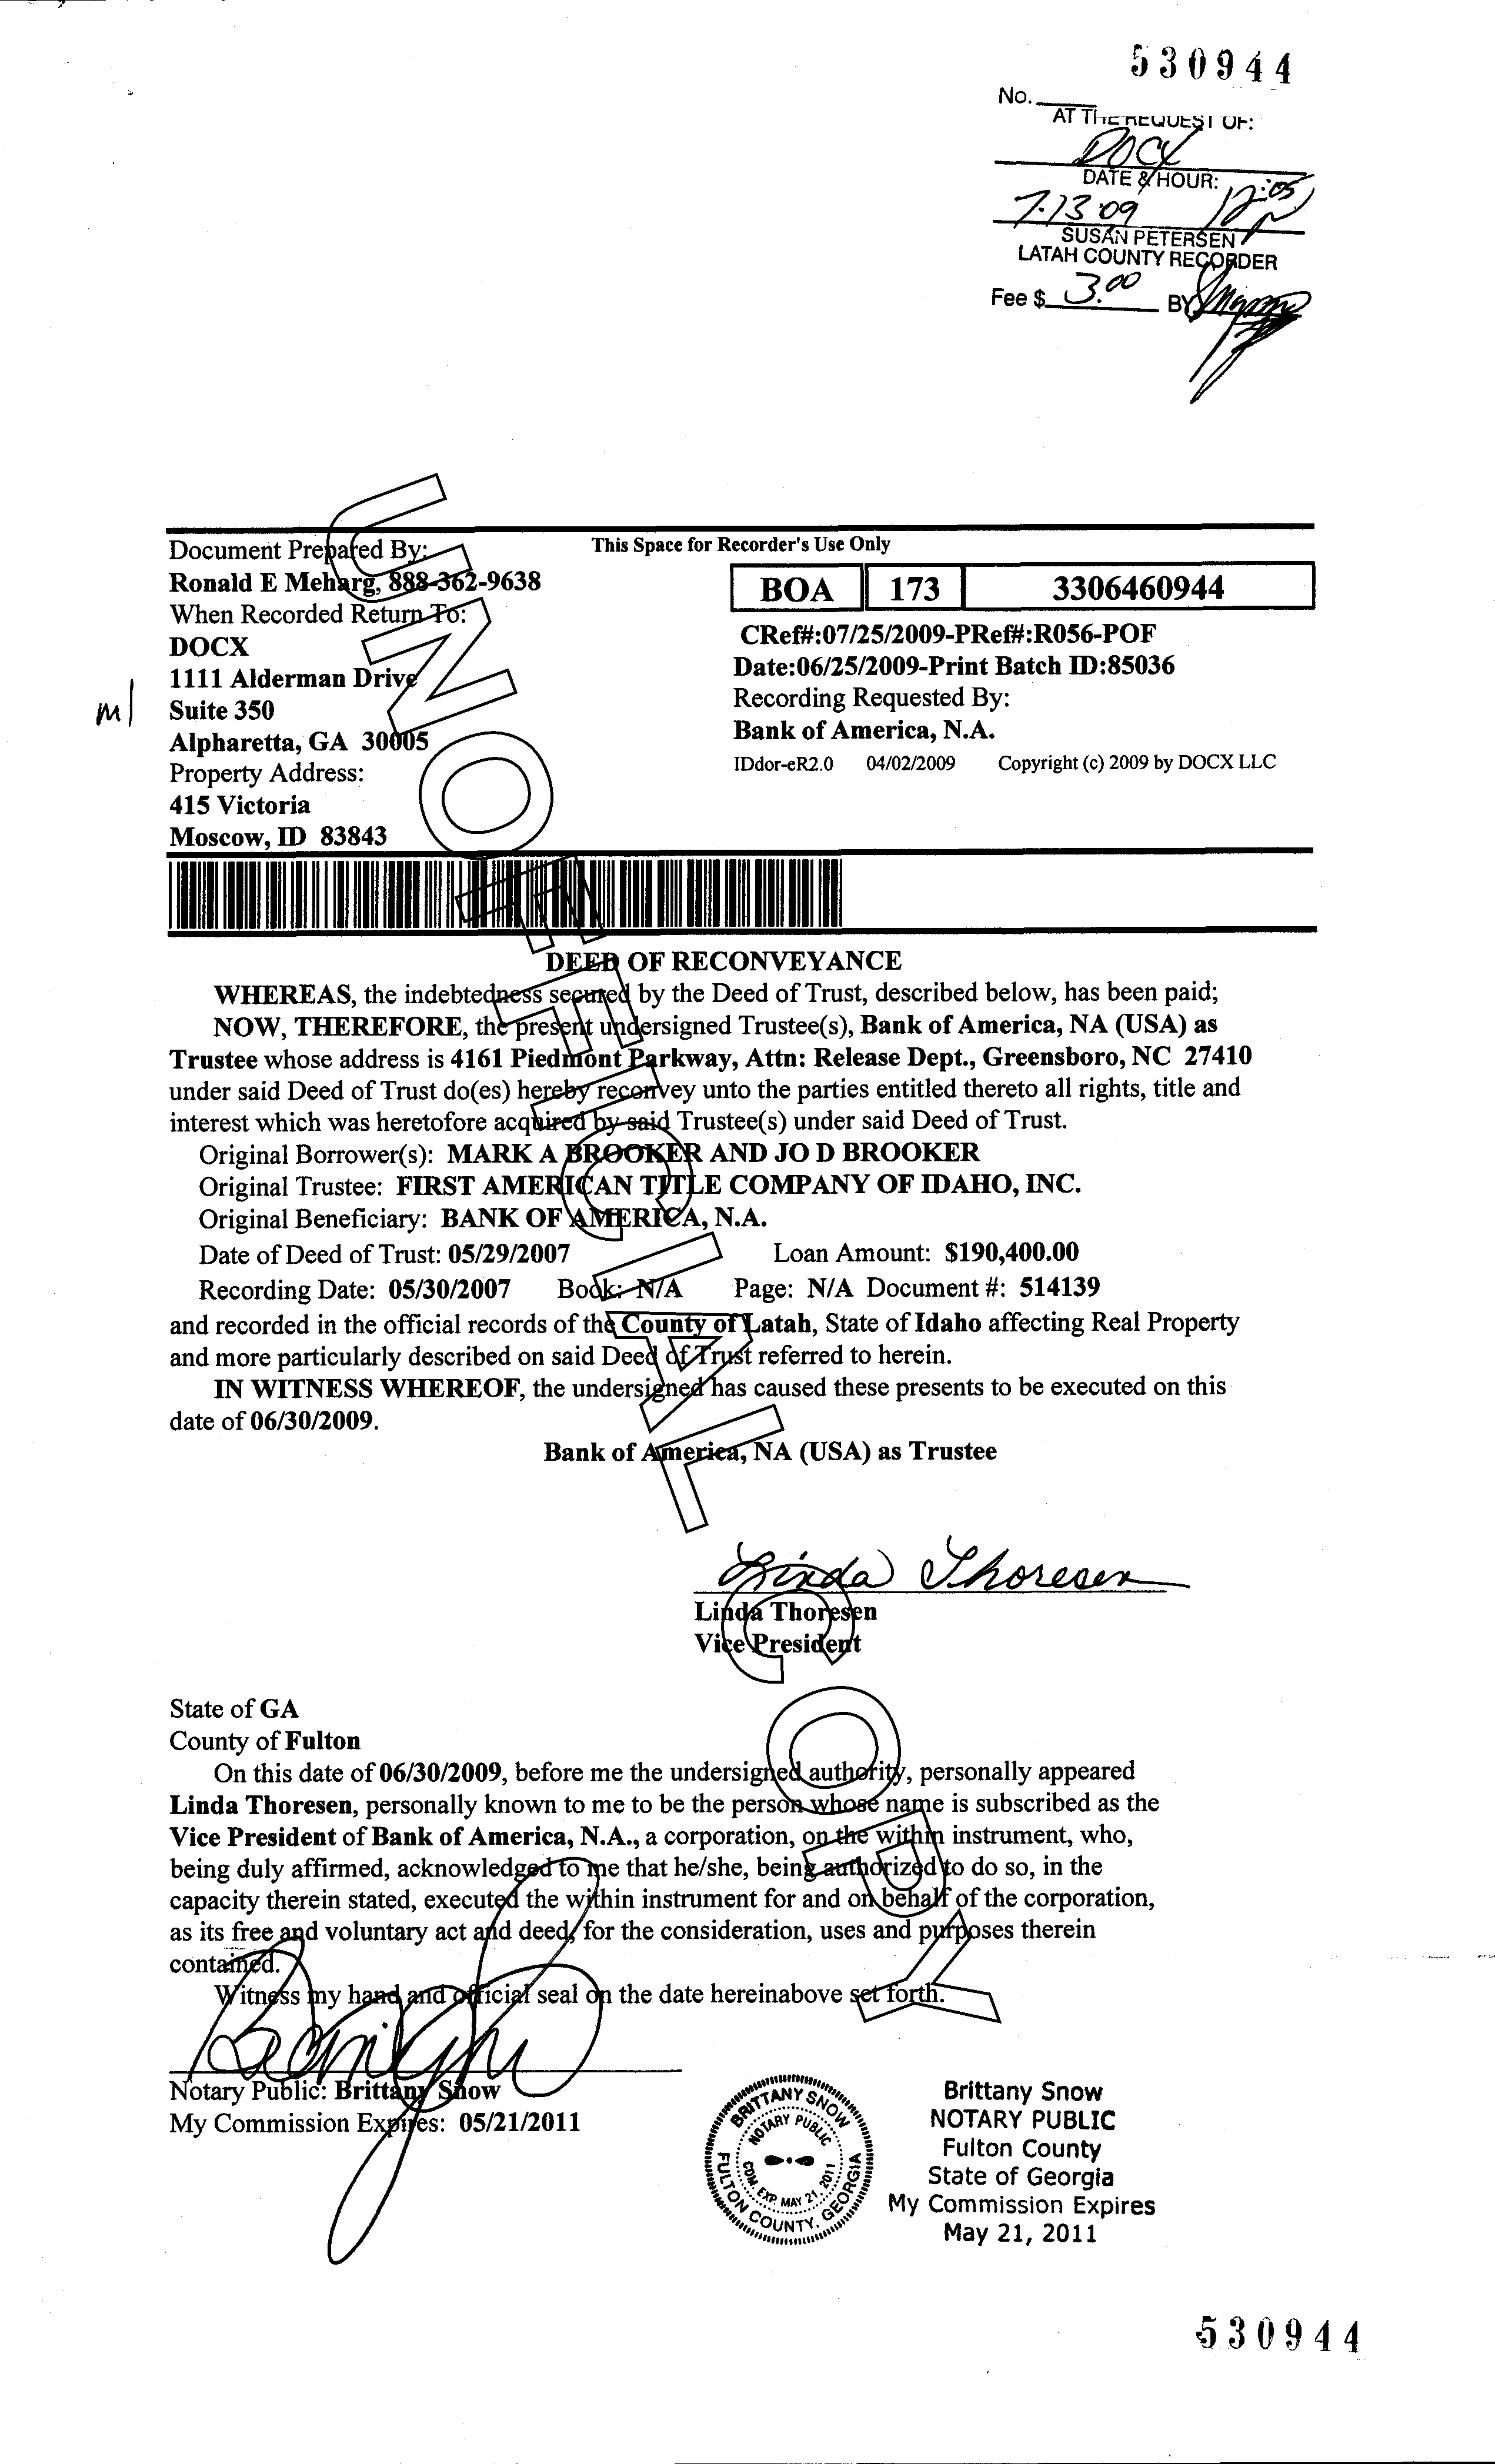 530944
No.
AT THE REQUEST OF:
DOCX
DATE & HOUR:
7-13-09 12:05
SUSAN PETERSEN
LATAH COUNTY RECORDER
Fee $ 3.00 BY
Document Prepared By:
Ronald E Meharg, 888-362-9638
When Recorded Return To:
DOCX
1111 Alderman Drive
Suite 350
Alpharetta, GA 30005
Property Address:
415 Victoria
Moscow, ID 83843
This Space for Recorder's Use Only
BOA 173 3306460944
CRef#:07/25/2009-PRef#:R056-POF
Date:06/25/2009-Print Batch ID:85036
Recording Requested By:
Bank of America, N.A.
IDdor-eR2.0 04/02/2009 Copyright (c) 2009 by DOCX LLC
DEED OF RECONVEYANCE
WHEREAS, the indebtedness secured by the Deed of Trust, described below, has been paid;
NOW, THEREFORE, the present undersigned Trustee(s), Bank of America, NA (USA) as
Trustee whose address is 4161 Piedmont Parkway, Attn: Release Dept., Greensboro, NC 27410
under said Deed of Trust do(es) hereby reconvey unto the parties entitled thereto all rights, title and
interest which was heretofore acquired by said Trustee(s) under said Deed of Trust.
Original Borrower(s): MARK A BROOKER AND JO D BROOKER
Original Trustee: FIRST AMERICAN TITLE COMPANY OF IDAHO, INC.
Original Beneficiary: BANK OF AMERICA, N.A.
Date of Deed of Trust: 05/29/2007 Loan Amount: $190,400.00
Recording Date: 05/30/2007 Book: N/A Page: N/A Document #: 514139
and recorded in the official records of the County of Latah, State of Idaho affecting Real Property
and more particularly described on said Deed of Trust referred to herein.
IN WITNESS WHEREOF, the undersigned has caused these presents to be executed on this
date of 06/30/2009.
Bank of America, NA (USA) as Trustee
Linda Thoresen
Linda Thoresen
Vice President
State of GA
County of Fulton
On this date of 06/30/2009, before me the undersigned authority, personally appeared
Linda Thoresen, personally known to me to be the person whose name is subscribed as the
Vice President of Bank of America, N.A., a corporation, on the within instrument, who,
being duly affirmed, acknowledged to me that he/she, being authorized to do so, in the
capacity therein stated, executed the within instrument for and on behalf of the corporation,
as its free and voluntary act and deed, for the consideration, uses and purposes therein
contained.
Witness my hand and official seal on the date hereinabove set forth.
Notary Public: Brittany Snow
My Commission Expires: 05/21/2011
BRITTANY SNOW
NOTARY PUBLIC
COM. EXP. MAY 21, 2011
FULTON COUNTY, GEORGIA
Brittany Snow
NOTARY PUBLIC
Fulton County
State of Georgia
My Commission Expires
May 21, 2011
530944
UNOFFICIAL COPY